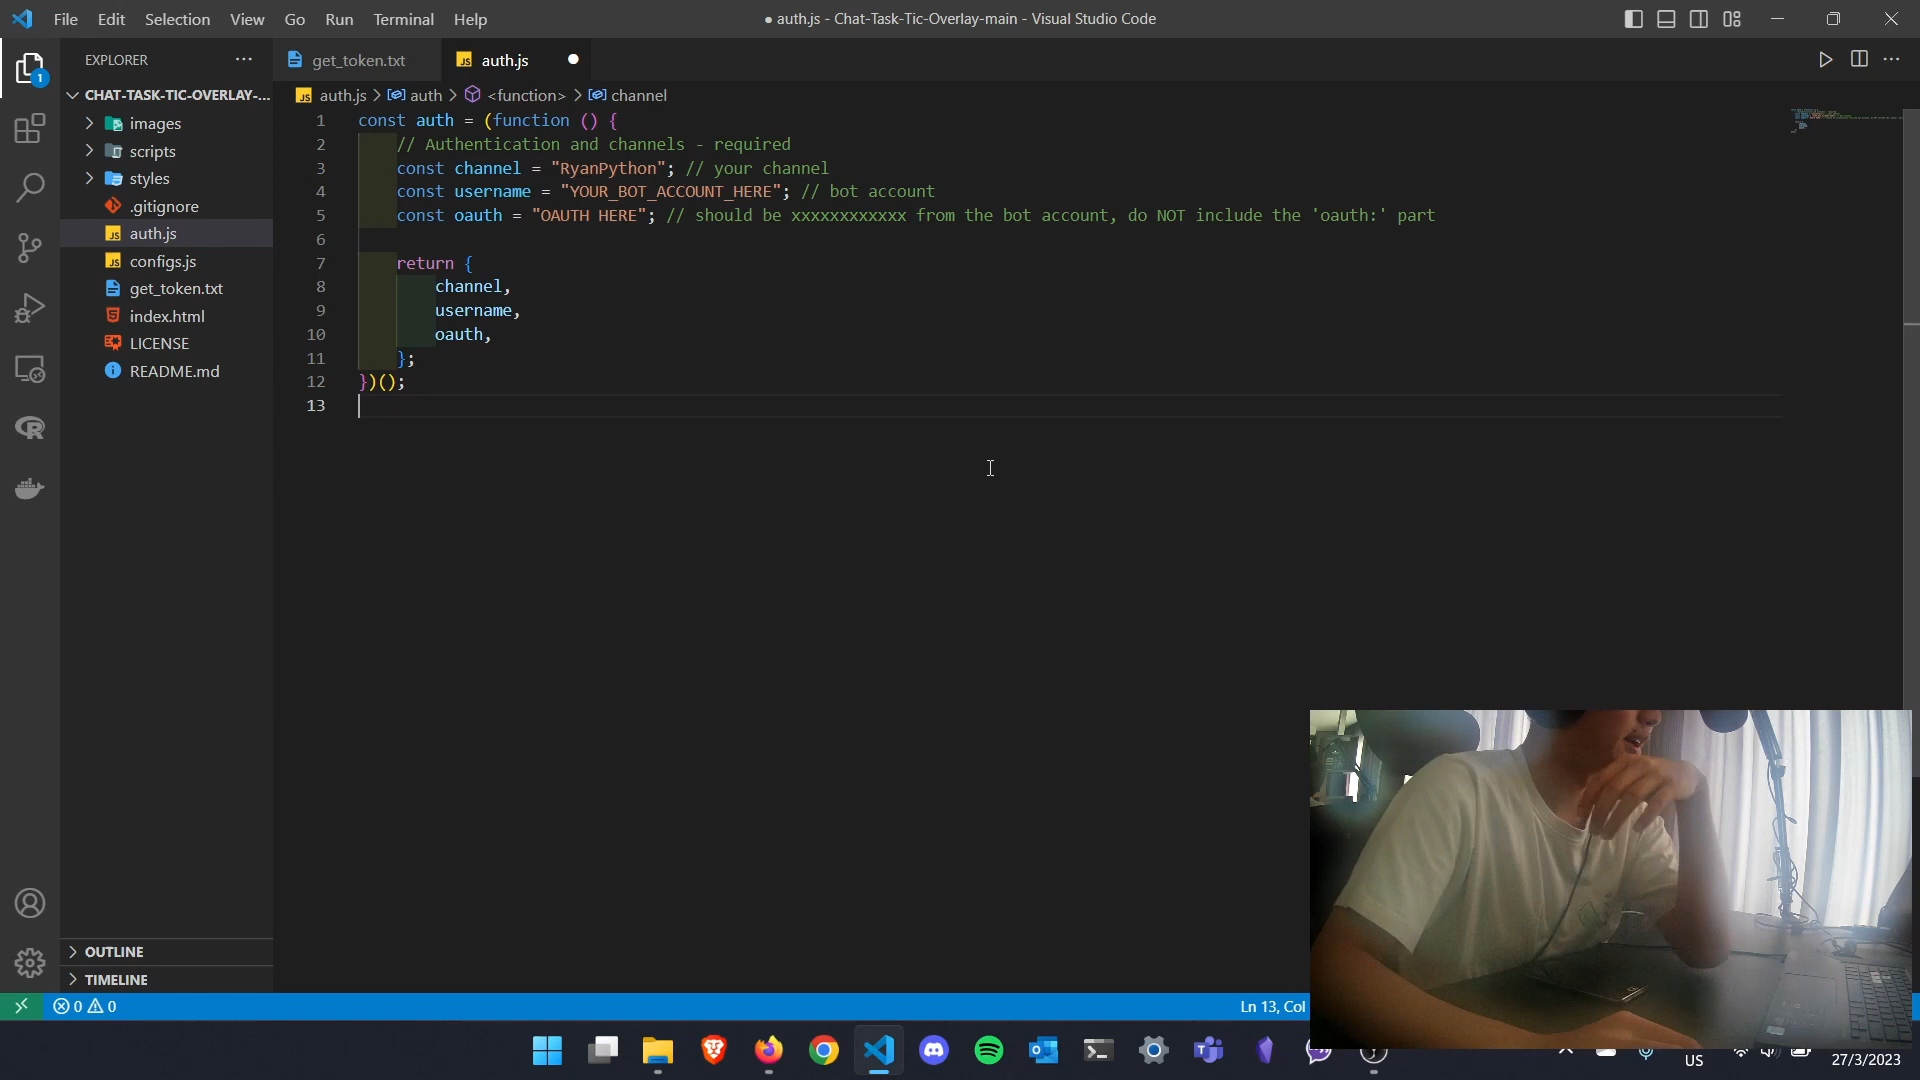 File Edit Selection View Go Run Terminal Help
● auth.js - Chat-Task-Tic-Overlay-main - Visual Studio Code
EXPLORER
get_token.txt
JS auth.js
1
CHAT-TASK-TIC-OVERLAY-...
images
scripts
styles
.gitignore
JS auth.js
JS configs.js
get_token.txt
index.html
LICENSE
README.md
OUTLINE
TIMELINE
JS auth.js > auth > <function> > channel
1 const auth = (function () {
2 // Authentication and channels - required
3 const channel = "RyanPython"; // your channel
4 const username = "YOUR_BOT_ACCOUNT_HERE"; // bot account
5 const oauth = "OAUTH HERE"; // should be xxxxxxxxxxxx from the bot account, do NOT include the 'oauth:' part
6
7 return {
8 channel,
9 username,
10 oauth,
11 };
12 })();
13
0 0
Ln 13, Col
US
27/3/2023